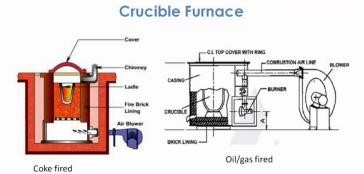 Crucible Furnace
Cover
Chimney
Ladle
Fire Brick
Lining
Air Blower
Coke fired
C.I. TOP COVER WITH RING
COMBUSTION AIR LINE
BLOWER
CASING
BURNER
CRUCIBLE
A
BRICK LINING
Oil/gas fired